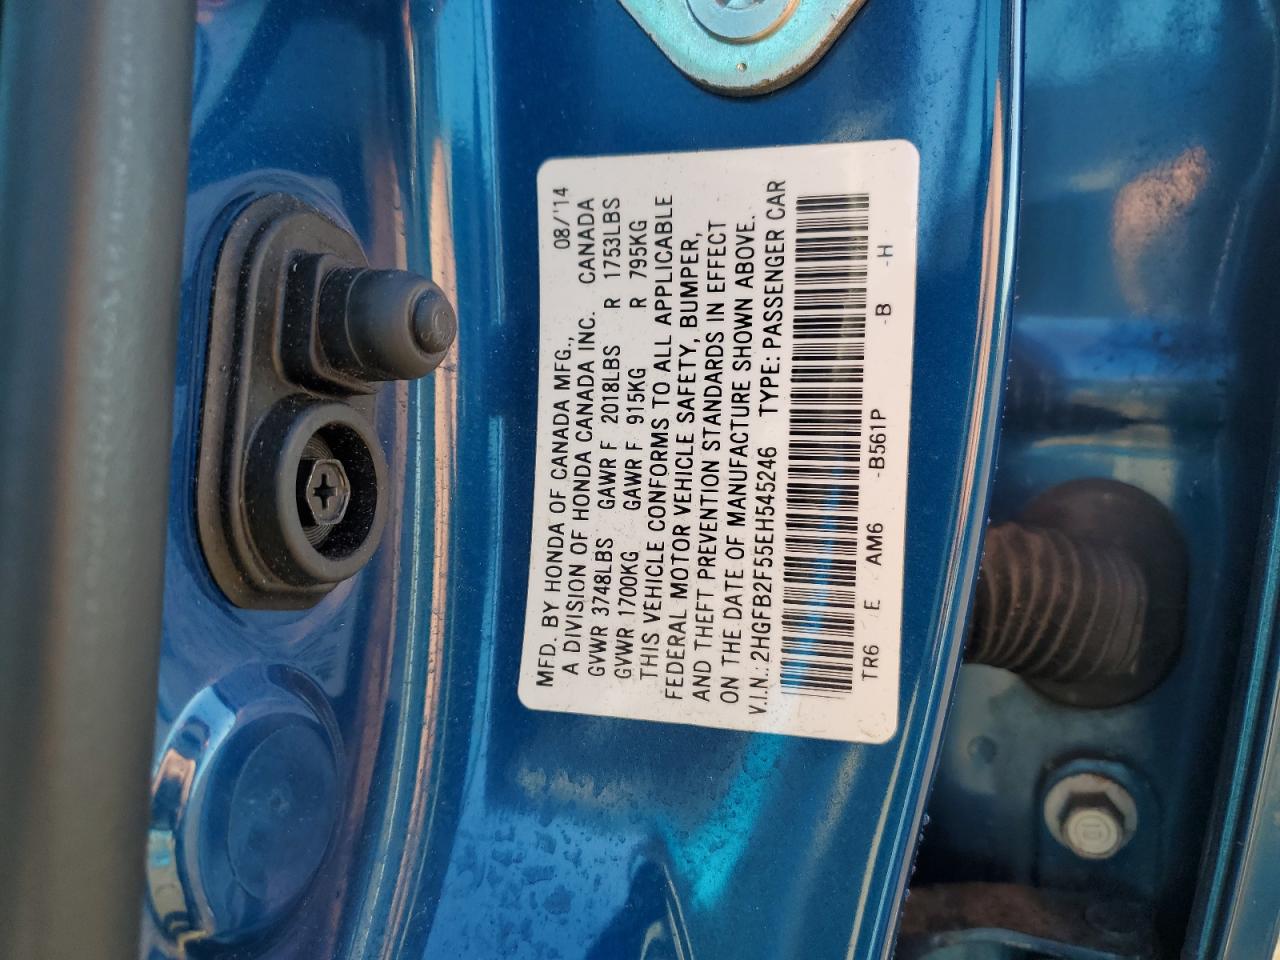 MFD. BY HONDA OF CANADA MFG., 08/'14
A DIVISION OF HONDA CANADA INC. CANADA
GVWR 3748LBS GAWR F 2018LBS R 1753LBS
GVWR 1700KG GAWR F 915KG R 795KG
THIS VEHICLE CONFORMS TO ALL APPLICABLE
FEDERAL MOTOR VEHICLE SAFETY, BUMPER,
AND THEFT PREVENTION STANDARDS IN EFFECT
ON THE DATE OF MANUFACTURE SHOWN ABOVE.
V.I.N.: 2HGFB2F55EH545246 TYPE: PASSENGER CAR
TR6 E AM6 -B561P -B -H